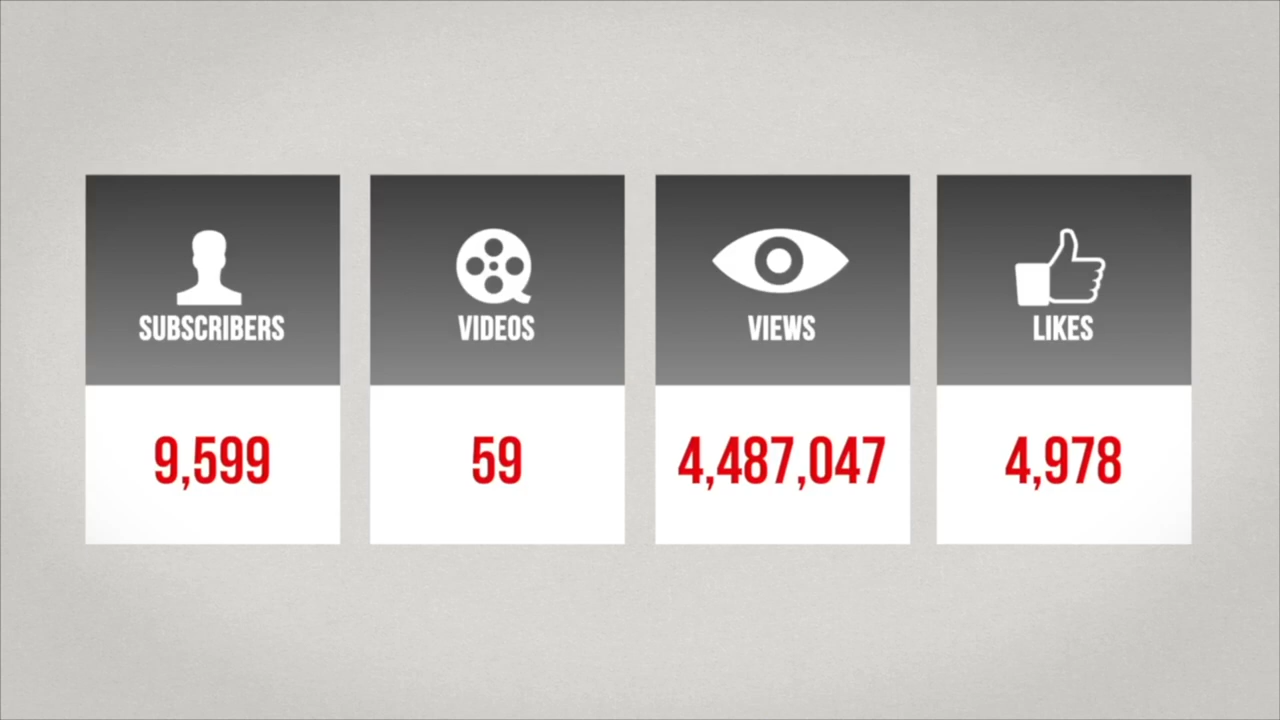 SUBSCRIBERS
9,599
VIDEOS
59
VIEWS
4,487,047
LIKES
4,978